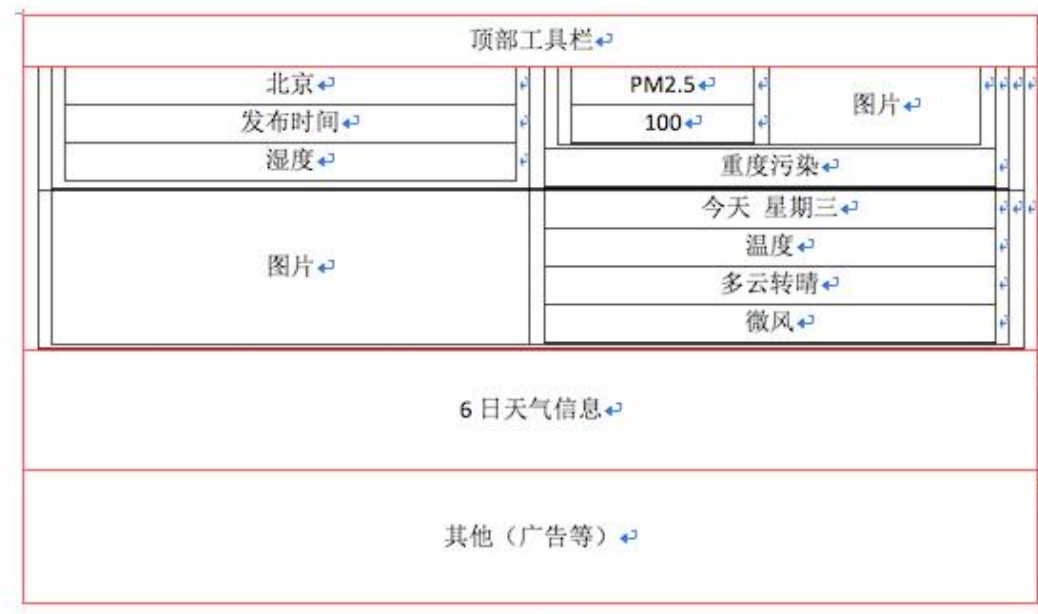 顶部工具栏
北京
发布时间
湿度
PM2.5
100
图片
重度污染
图片
今天 星期三
温度
多云转晴
微风
6 日天气信息
其他（广告等）